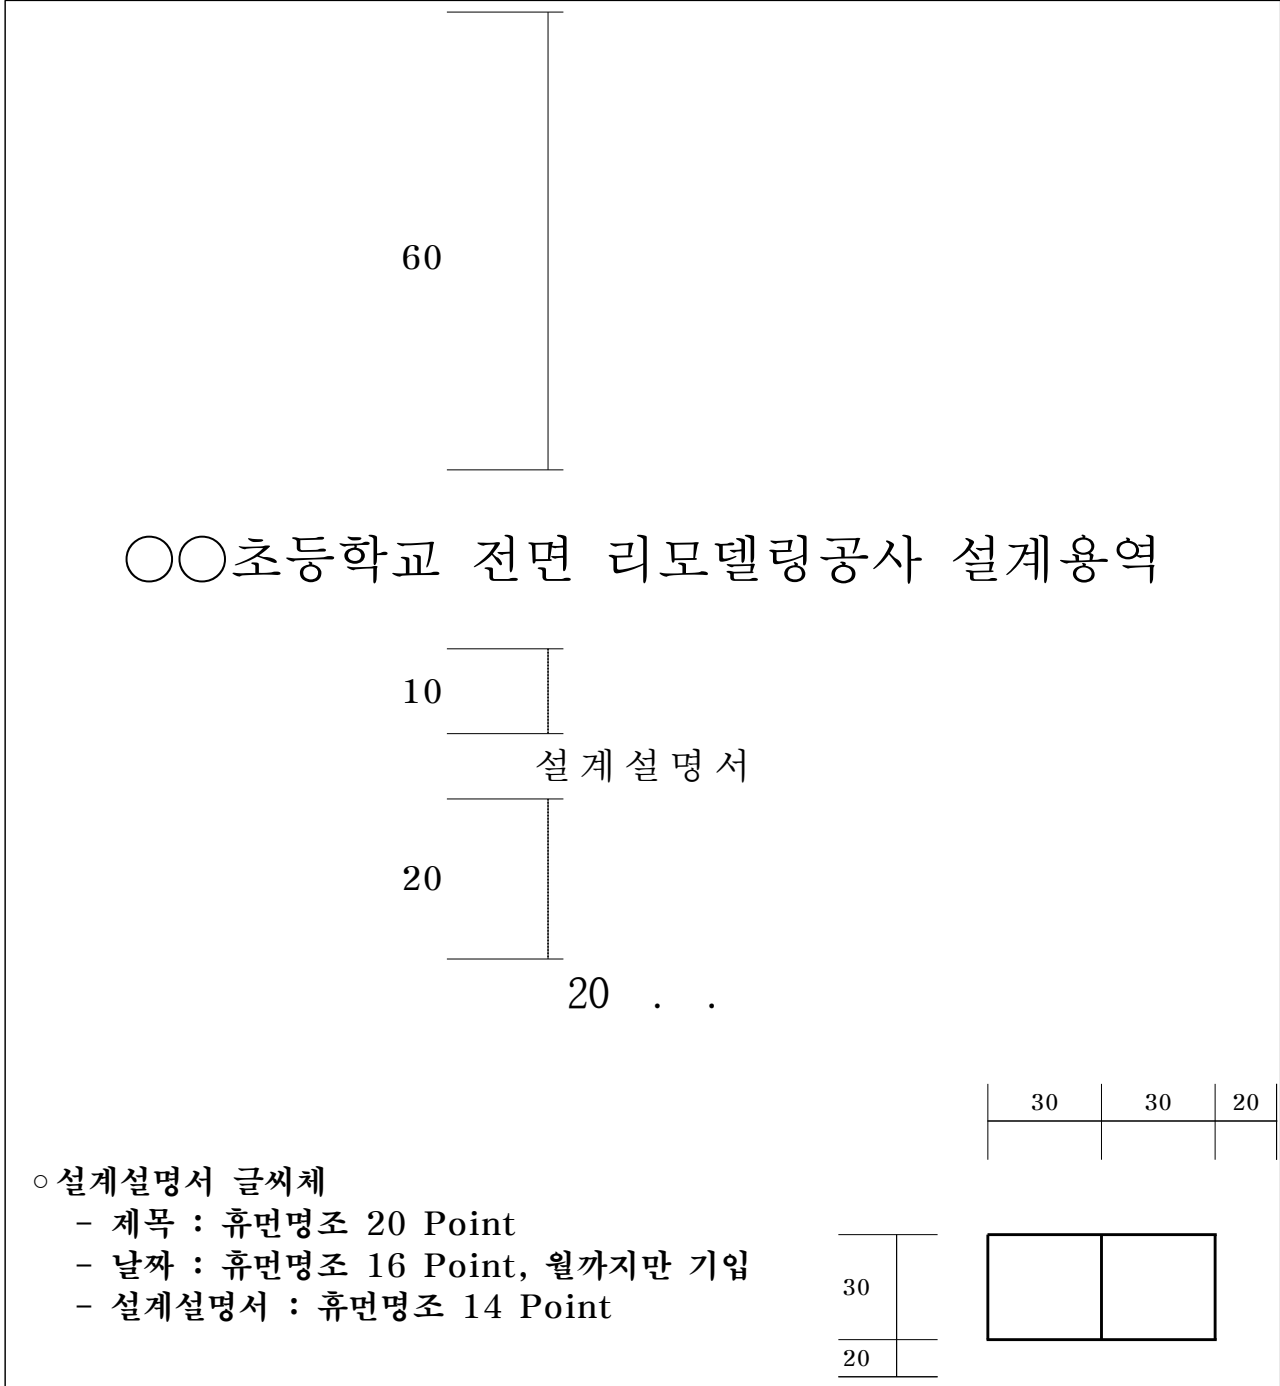 60
○○초등학교 전면 리모델링공사 설계용역
10
설계설명서
20
20 . .
30 30 20
○ 설계설명서 글씨체
- 제목 : 휴먼명조 20 Point
- 날짜 : 휴먼명조 16 Point, 월까지만 기입
- 설계설명서 : 휴먼명조 14 Point
30
20